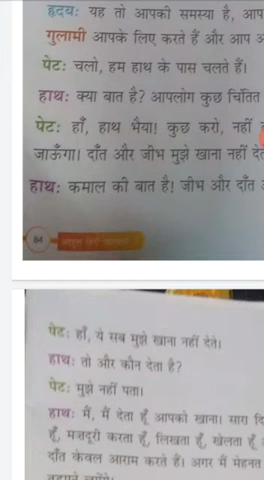 हृदय: यह तो आपकी समस्या है, आप
गुलामी आपके लिए करते हैं और आप
पेट: चलो, हम हाथ के पास चलते हैं।
हाथ: क्या बात है? आपलोग कुछ चिंतित
पेट: हाँ, हाथ भैया! कुछ करो, नहीं
जाऊँगा। दाँत और जीभ मुझे खाना नहीं
हाथ: कमाल की बात है! जीभ और दाँत
84
पेट: हाँ, ये सब मुझे खाना नहीं देते।
हाथ: तो और कौन देता है?
पेट: मुझे नहीं पता।
हाथ: मैं, मैं देता हूँ आपको खाना। सारा
हूँ, मजदूरी करता हूँ, लिखता हूँ, खेलता हूँ
दाँत केवल आराम करते हैं। अगर मैं मेहनत